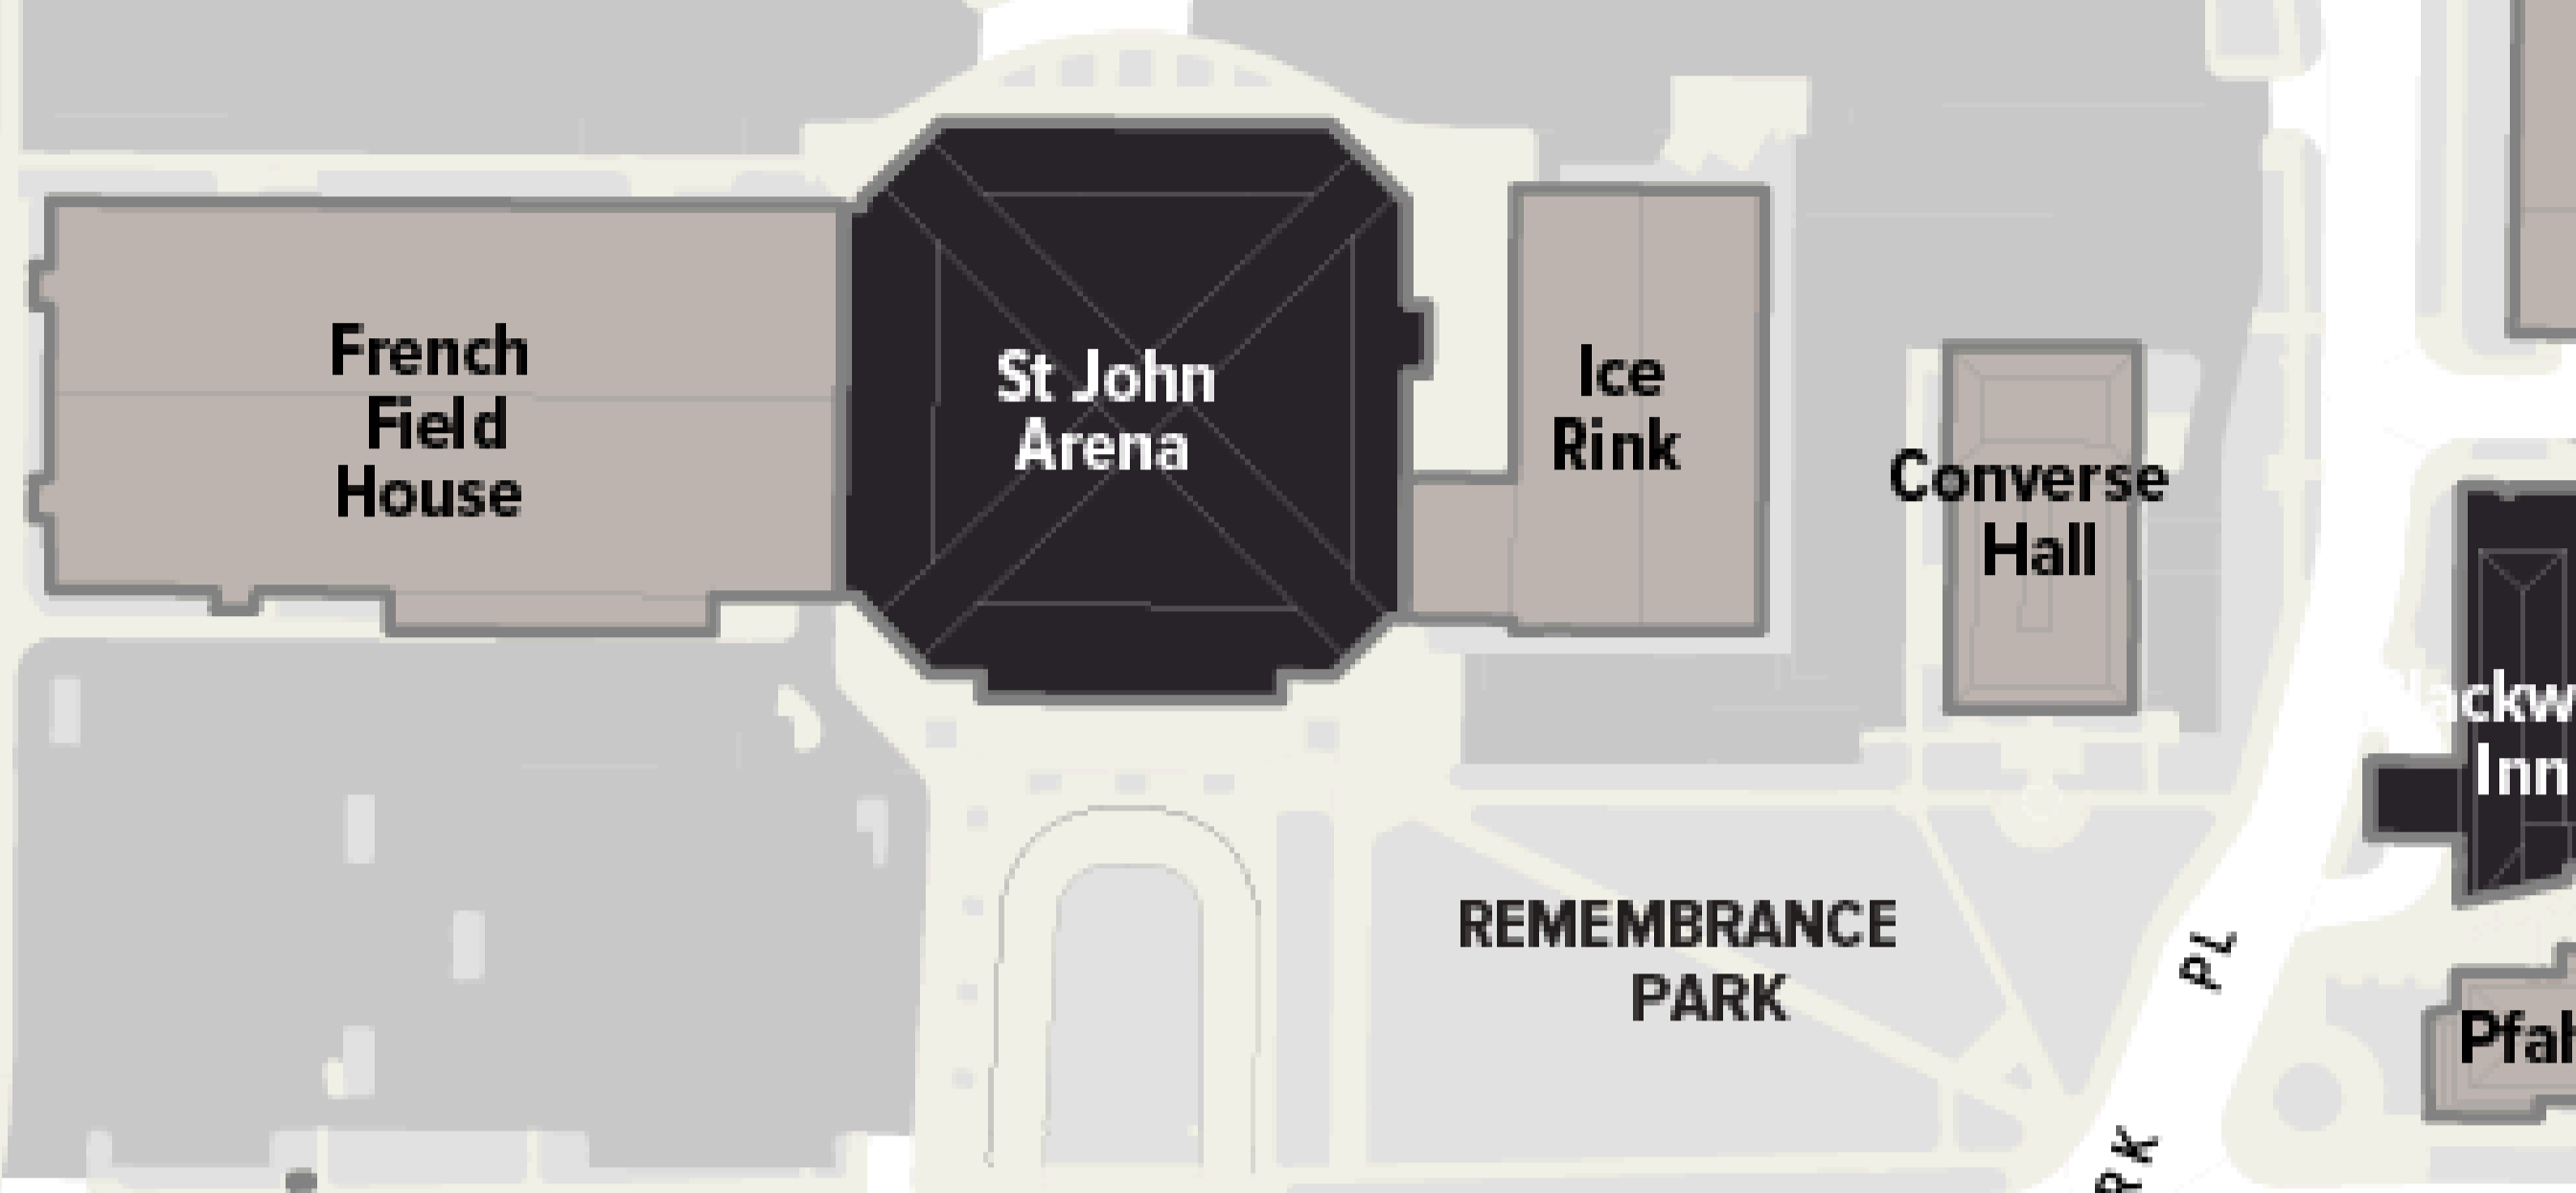 French
Field
House
St John
Arena
Ice
Rink
Converse
Hall
Inn
REMEMBRANCE
PARK
PL